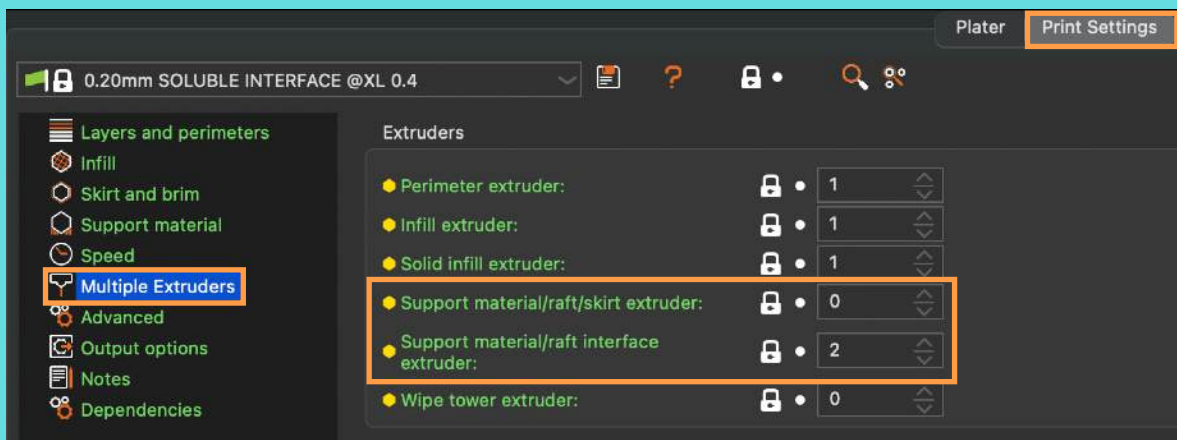 Plater Print Settings
0.20mm SOLUBLE INTERFACE @XL 0.4 ?
Layers and perimeters
Infill
Skirt and brim
Support material
Speed
Multiple Extruders
Advanced
Output options
Notes
Dependencies
Extruders
Perimeter extruder: 1
Infill extruder: 1
Solid infill extruder: 1
Support material/raft/skirt extruder: 0
Support material/raft interface
extruder: 2
Wipe tower extruder: 0